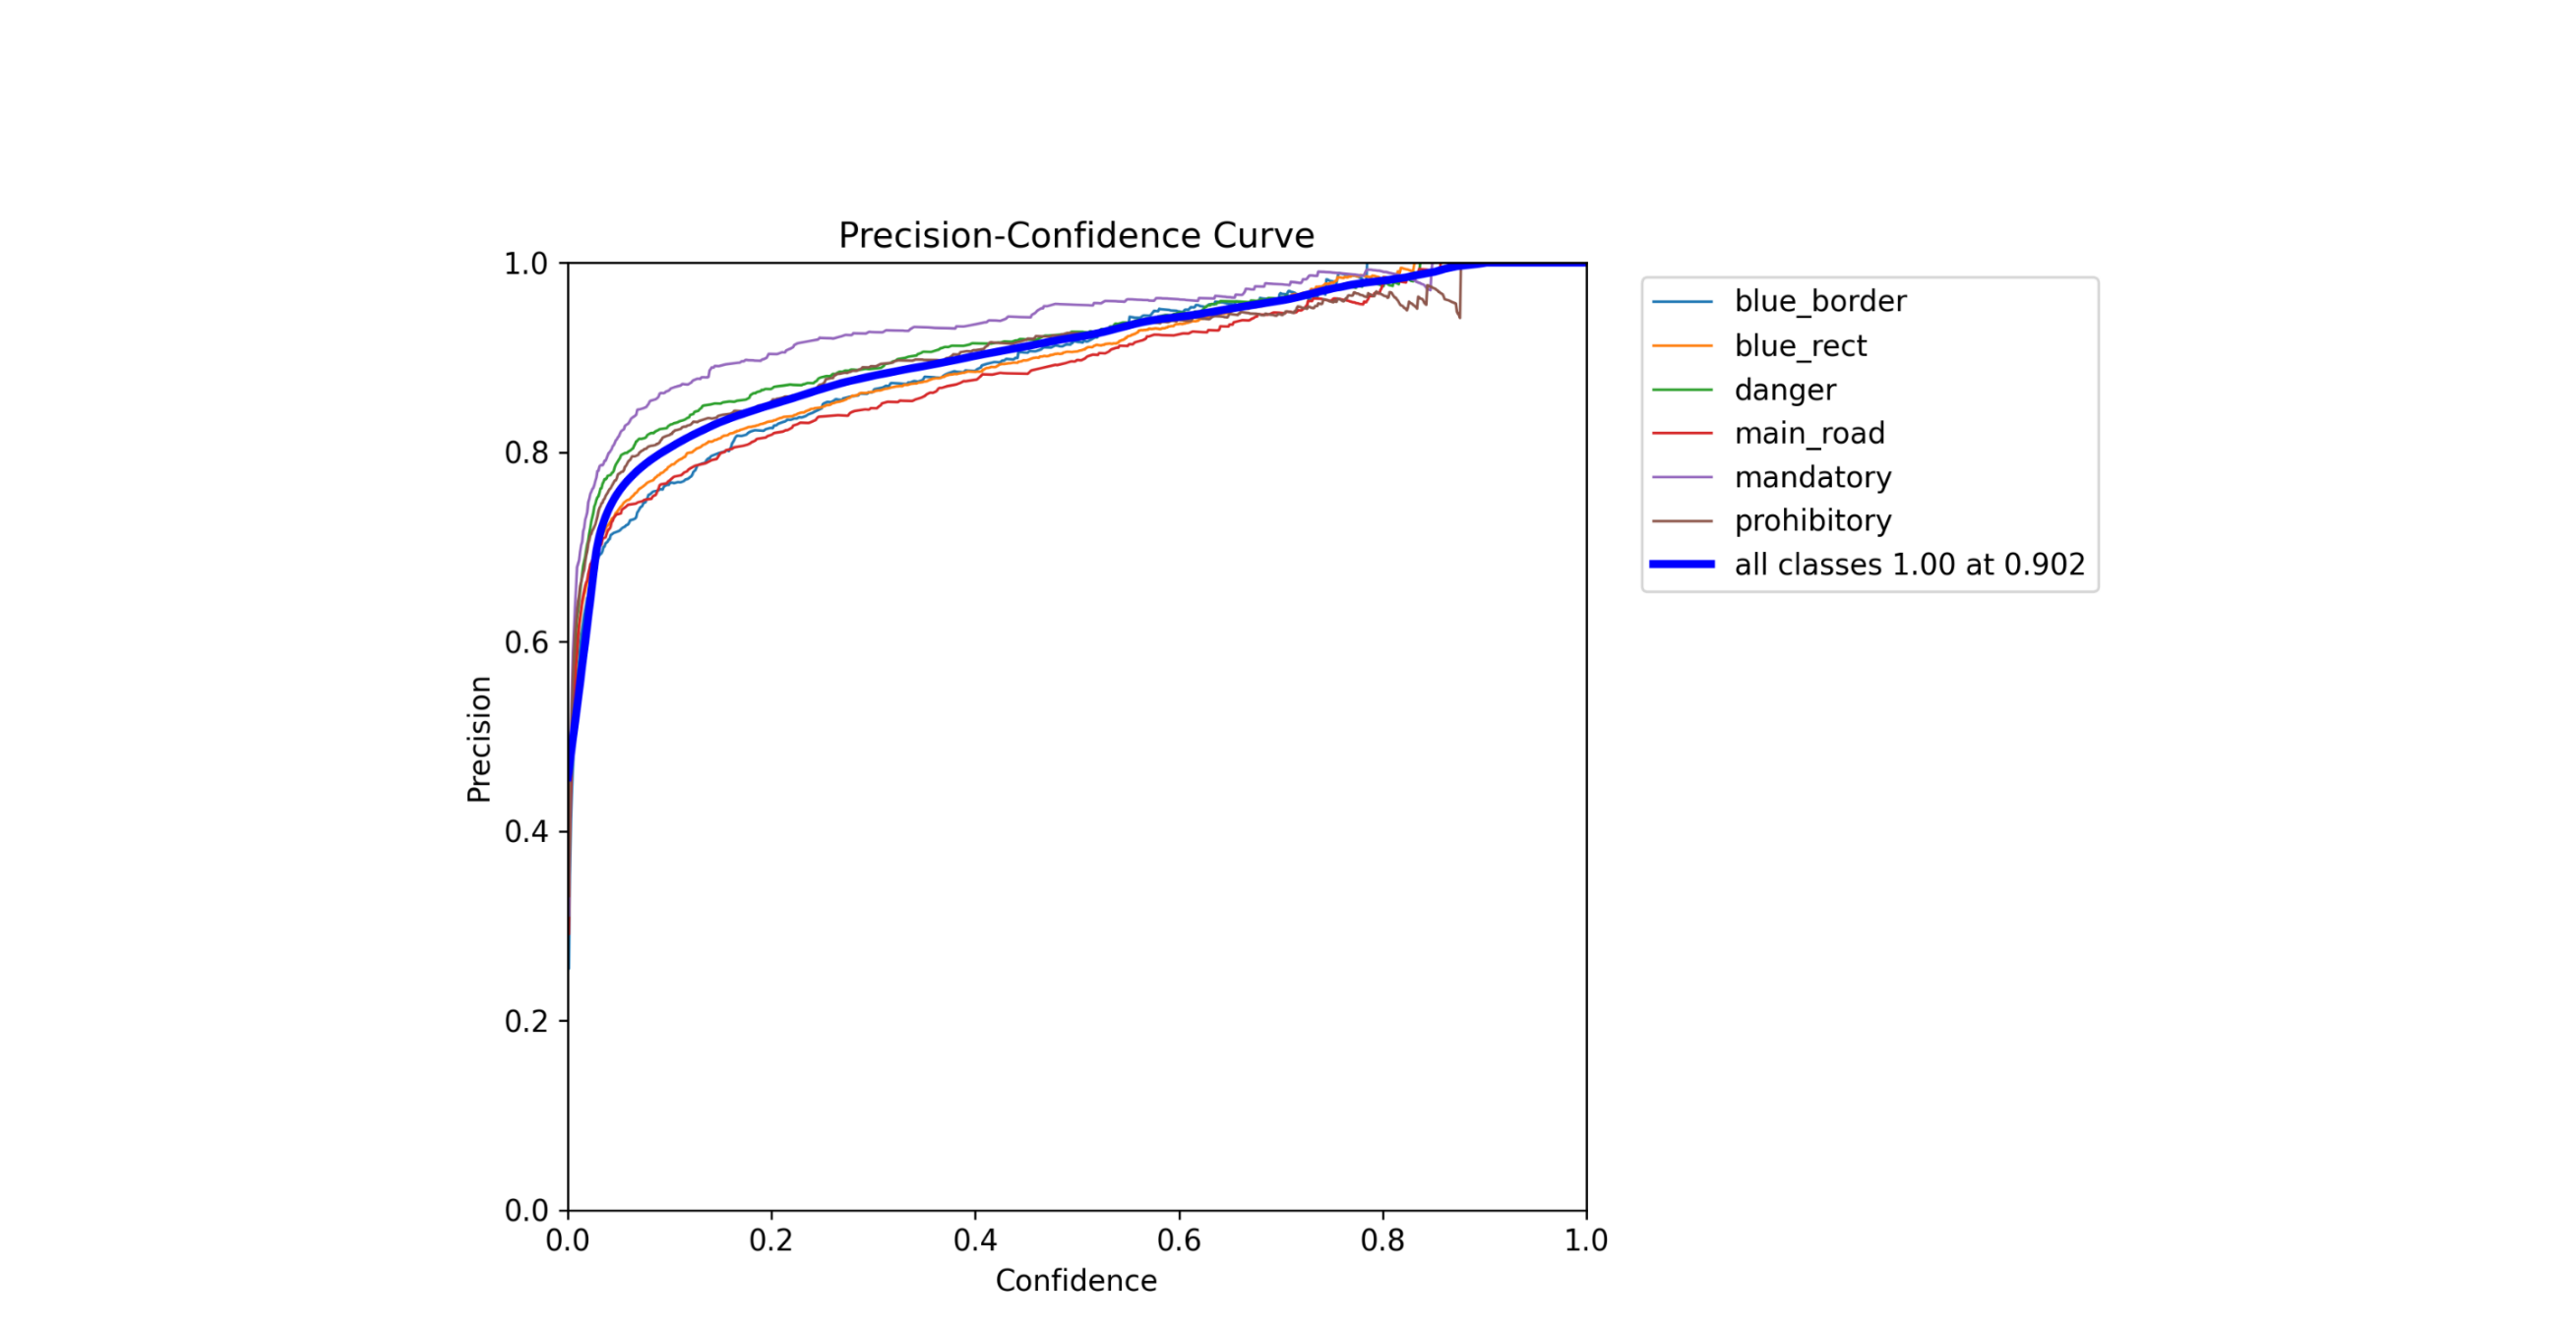 Precision-Confidence Curve
1.0
0.8
0.6
0.4
0.2
0.0
Precision
0.0 0.2 0.4 0.6 0.8 1.0
Confidence
blue_border
blue_rect
danger
main_road
mandatory
prohibitory
all classes 1.00 at 0.902